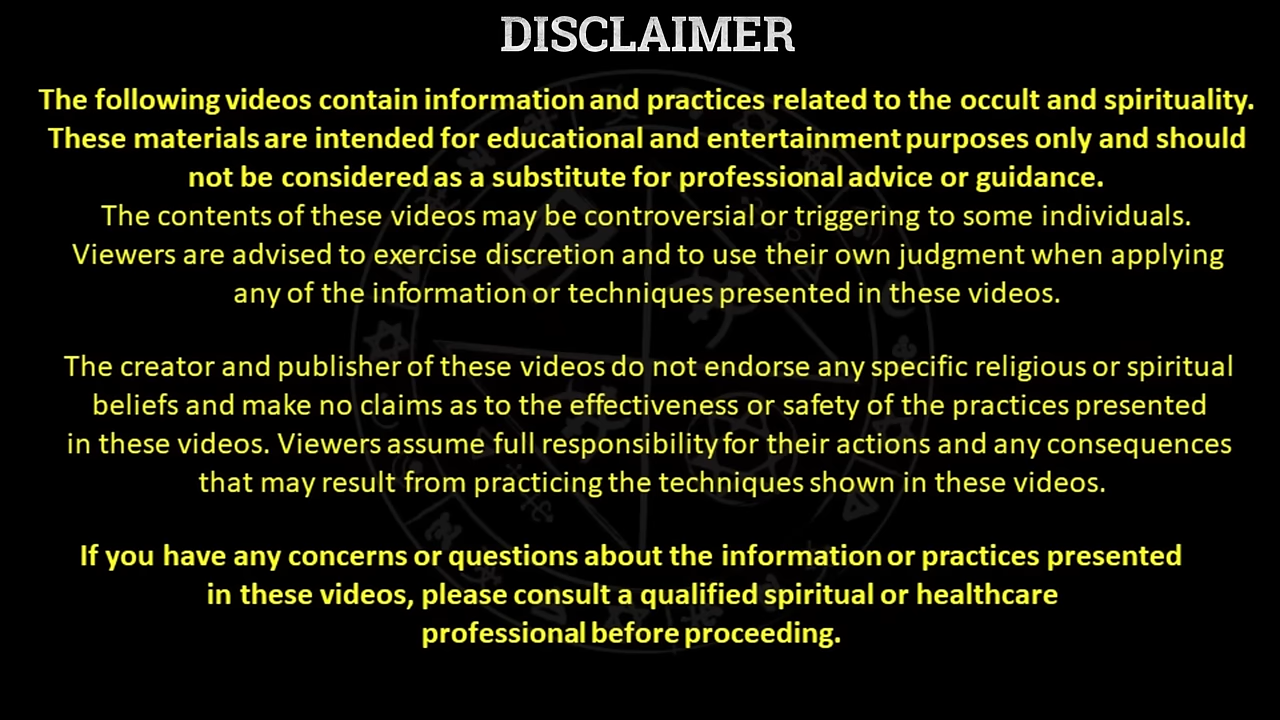 DISCLAIMER
The following videos contain information and practices related to the occult and spirituality.
These materials are intended for educational and entertainment purposes only and should
not be considered as a substitute for professional advice or guidance.
The contents of these videos may be controversial or triggering to some individuals.
Viewers are advised to exercise discretion and to use their own judgment when applying
any of the information or techniques presented in these videos.
The creator and publisher of these videos do not endorse any specific religious or spiritual
beliefs and make no claims as to the effectiveness or safety of the practices presented
in these videos. Viewers assume full responsibility for their actions and any consequences
that may result from practicing the techniques shown in these videos.
If you have any concerns or questions about the information or practices presented
in these videos, please consult a qualified spiritual or healthcare
professional before proceeding.